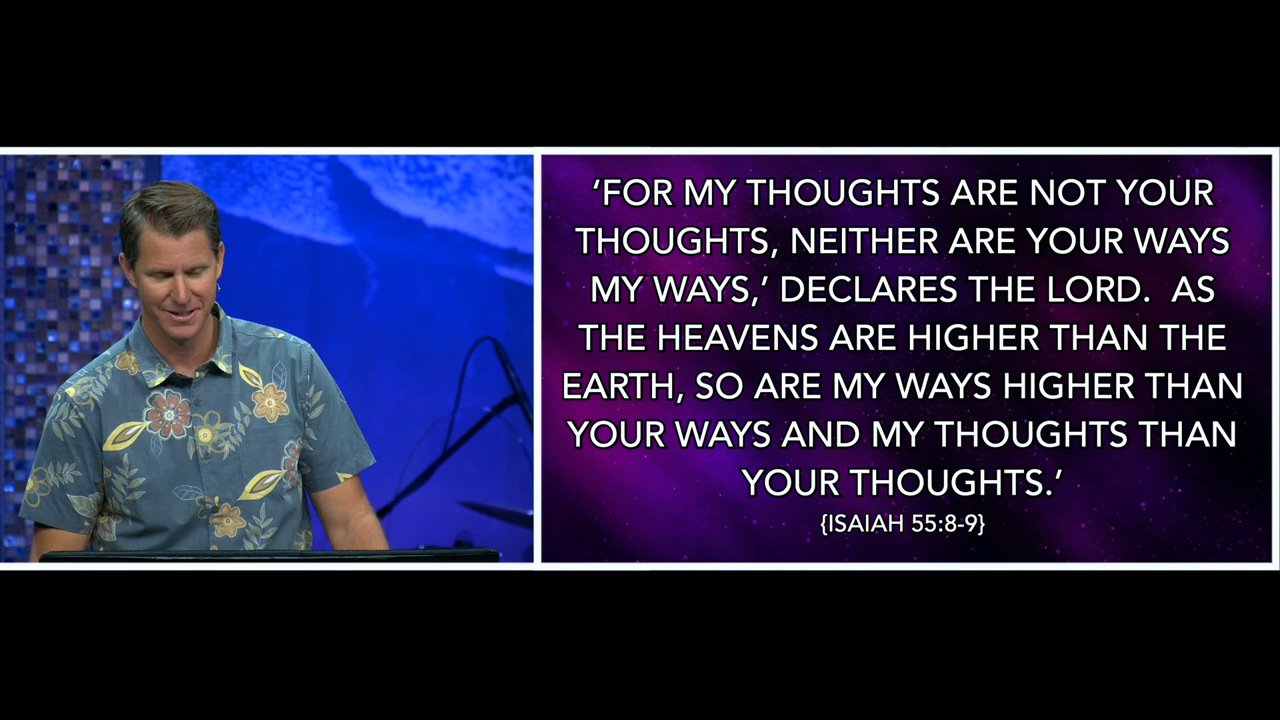 ‘FOR MY THOUGHTS ARE NOT YOUR
THOUGHTS, NEITHER ARE YOUR WAYS
MY WAYS,’ DECLARES THE LORD.  AS
THE HEAVENS ARE HIGHER THAN THE
EARTH, SO ARE MY WAYS HIGHER THAN
YOUR WAYS AND MY THOUGHTS THAN
YOUR THOUGHTS.’
{ISAIAH 55:8-9}